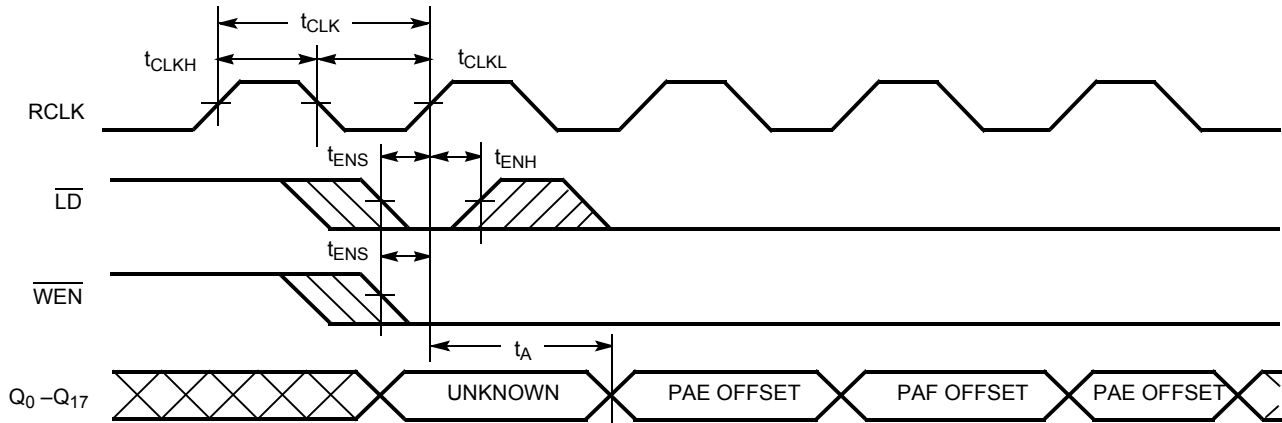 tCLK
tCLKH
tCLKL
RCLK
tENS
tENH
LD
tENS
WEN
tA
Q0 –Q17
UNKNOWN
PAE OFFSET
PAF OFFSET
PAE OFFSET